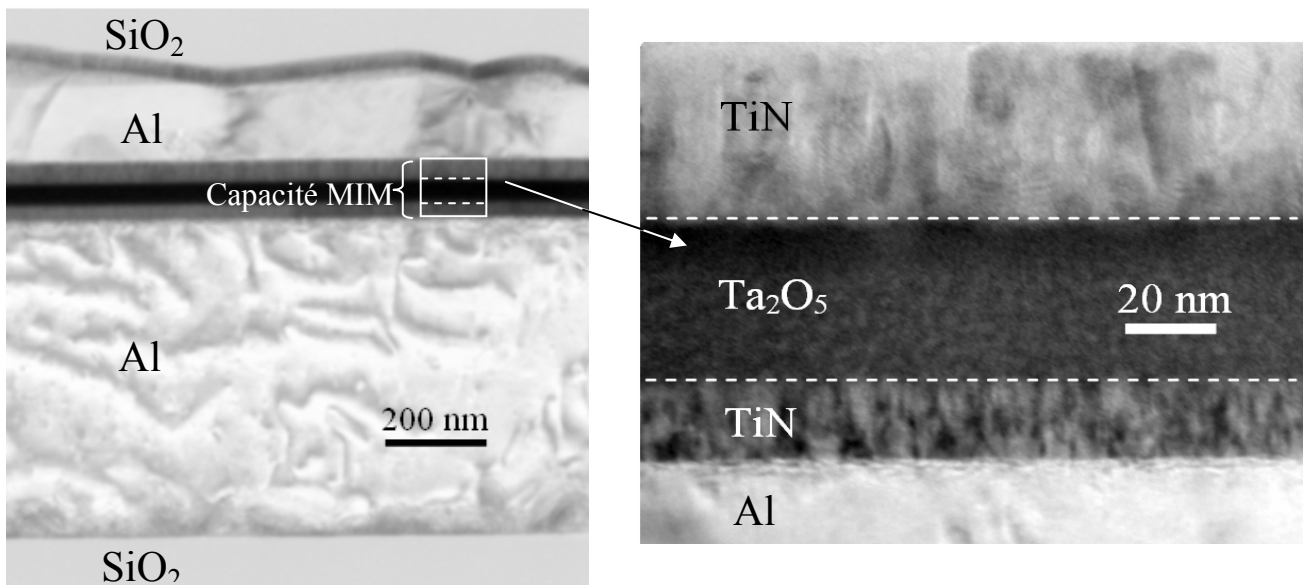 SiO₂
Al
Capacité MIM
Al
200 nm
SiO₂
TiN
Ta₂O₅
20 nm
TiN
Al